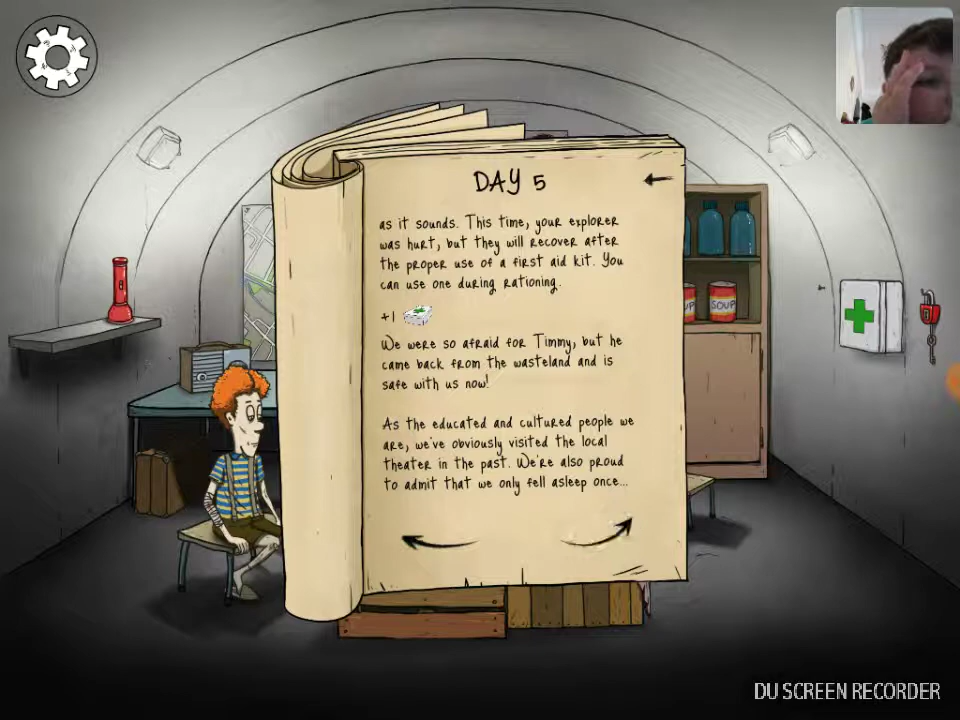 DAY 5
as it sounds. This time, your explorer
was hurt, but they will recover after
the proper use of a first aid kit. You
can use one during rationing.
+1
We were so afraid for Timmy, but he
came back from the wasteland and is
safe with us now!
As the educated and cultured people we
are, we've obviously visited the local
theater in the past. We're also proud
to admit that we only fell asleep once...
SOUP
DU SCREEN RECORDER